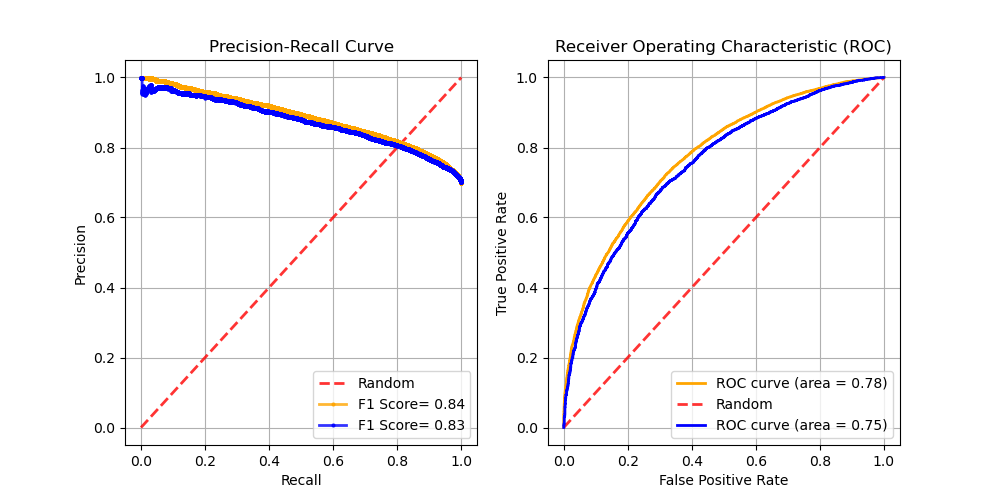 Precision-Recall Curve
Precision
1.0
0.8
0.6
0.4
0.2
0.0
0.0 0.2 0.4 0.6 0.8 1.0
Recall
Random
F1 Score= 0.84
F1 Score= 0.83
Receiver Operating Characteristic (ROC)
True Positive Rate
1.0
0.8
0.6
0.4
0.2
0.0
0.0 0.2 0.4 0.6 0.8 1.0
False Positive Rate
ROC curve (area = 0.78)
Random
ROC curve (area = 0.75)